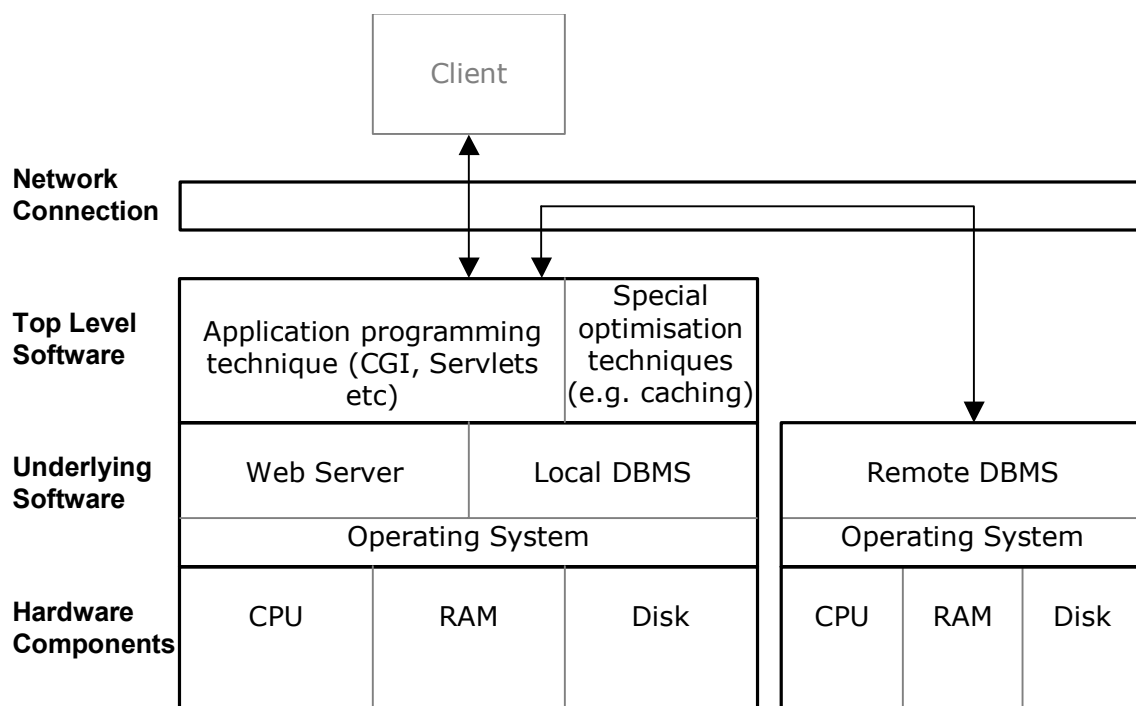 Client
Network
Connection
Top Level
Software
Application programming
technique (CGI, Servlets
etc)
Special
optimisation
techniques
(e.g. caching)
Underlying
Software
Web Server
Local DBMS
Remote DBMS
Operating System
Operating System
Hardware
Components
CPU
RAM
Disk
CPU
RAM
Disk